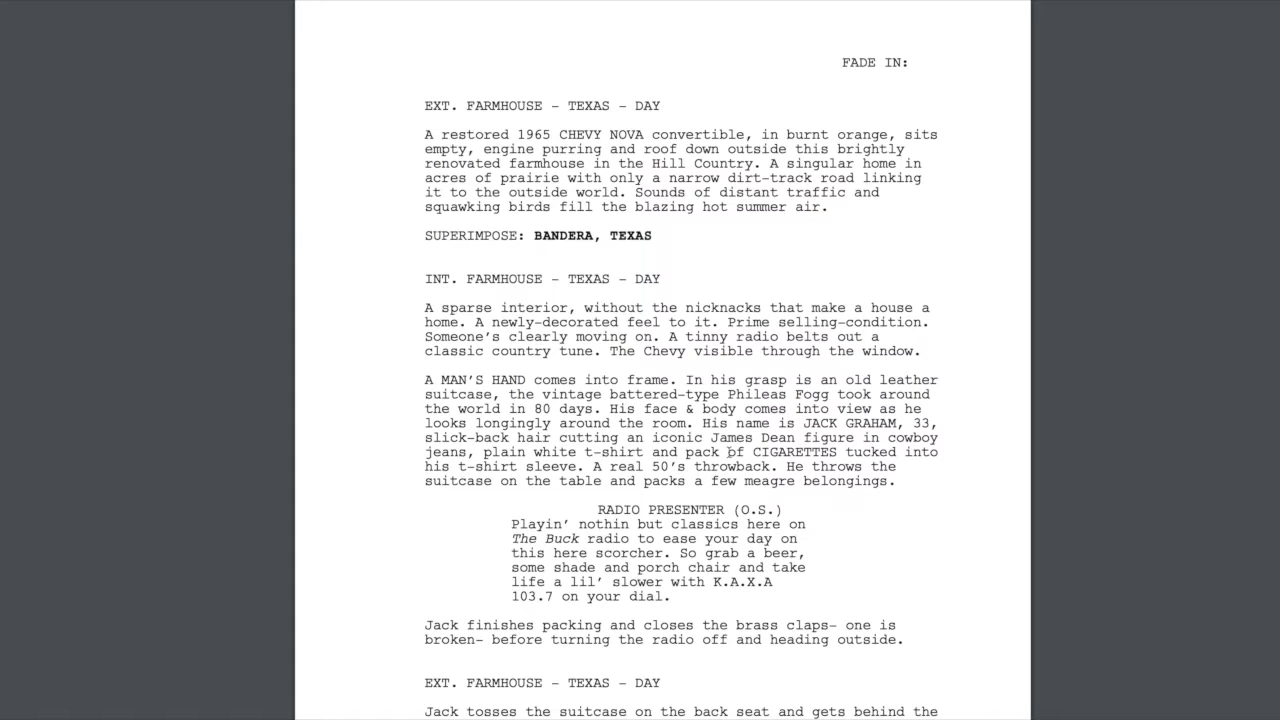 FADE IN:
EXT. FARMHOUSE – TEXAS – DAY
A restored 1965 CHEVY NOVA convertible, in burnt orange, sits
empty, engine purring and roof down outside this brightly
renovated farmhouse in the Hill Country. A singular home in
acres of prairie with only a narrow dirt-track road linking
it to the outside world. Sounds of distant traffic and
squawking birds fill the blazing hot summer air.
SUPERIMPOSE: BANDERA, TEXAS
INT. FARMHOUSE – TEXAS – DAY
A sparse interior, without the nicknacks that make a house a
home. A newly-decorated feel to it. Prime selling-condition.
Someone’s clearly moving on. A tinny radio belts out a
classic country tune. The Chevy visible through the window.
A MAN’S HAND comes into frame. In his grasp is an old leather
suitcase, the vintage battered-type Phileas Fogg took around
the world in 80 days. His face & body comes into view as he
looks longingly around the room. His name is JACK GRAHAM, 33,
slick-back hair cutting an iconic James Dean figure in cowboy
jeans, plain white t-shirt and pack of CIGARETTES tucked into
his t-shirt sleeve. A real 50’s throwback. He throws the
suitcase on the table and packs a few meagre belongings.
RADIO PRESENTER (O.S.)
Playin’ nothin but classics here on
The Buck radio to ease your day on
this here scorcher. So grab a beer,
some shade and porch chair and take
life a lil’ slower with K.A.X.A
103.7 on your dial.
Jack finishes packing and closes the brass claps– one is
broken– before turning the radio off and heading outside.
EXT. FARMHOUSE – TEXAS – DAY
Jack tosses the suitcase on the back seat and gets behind the